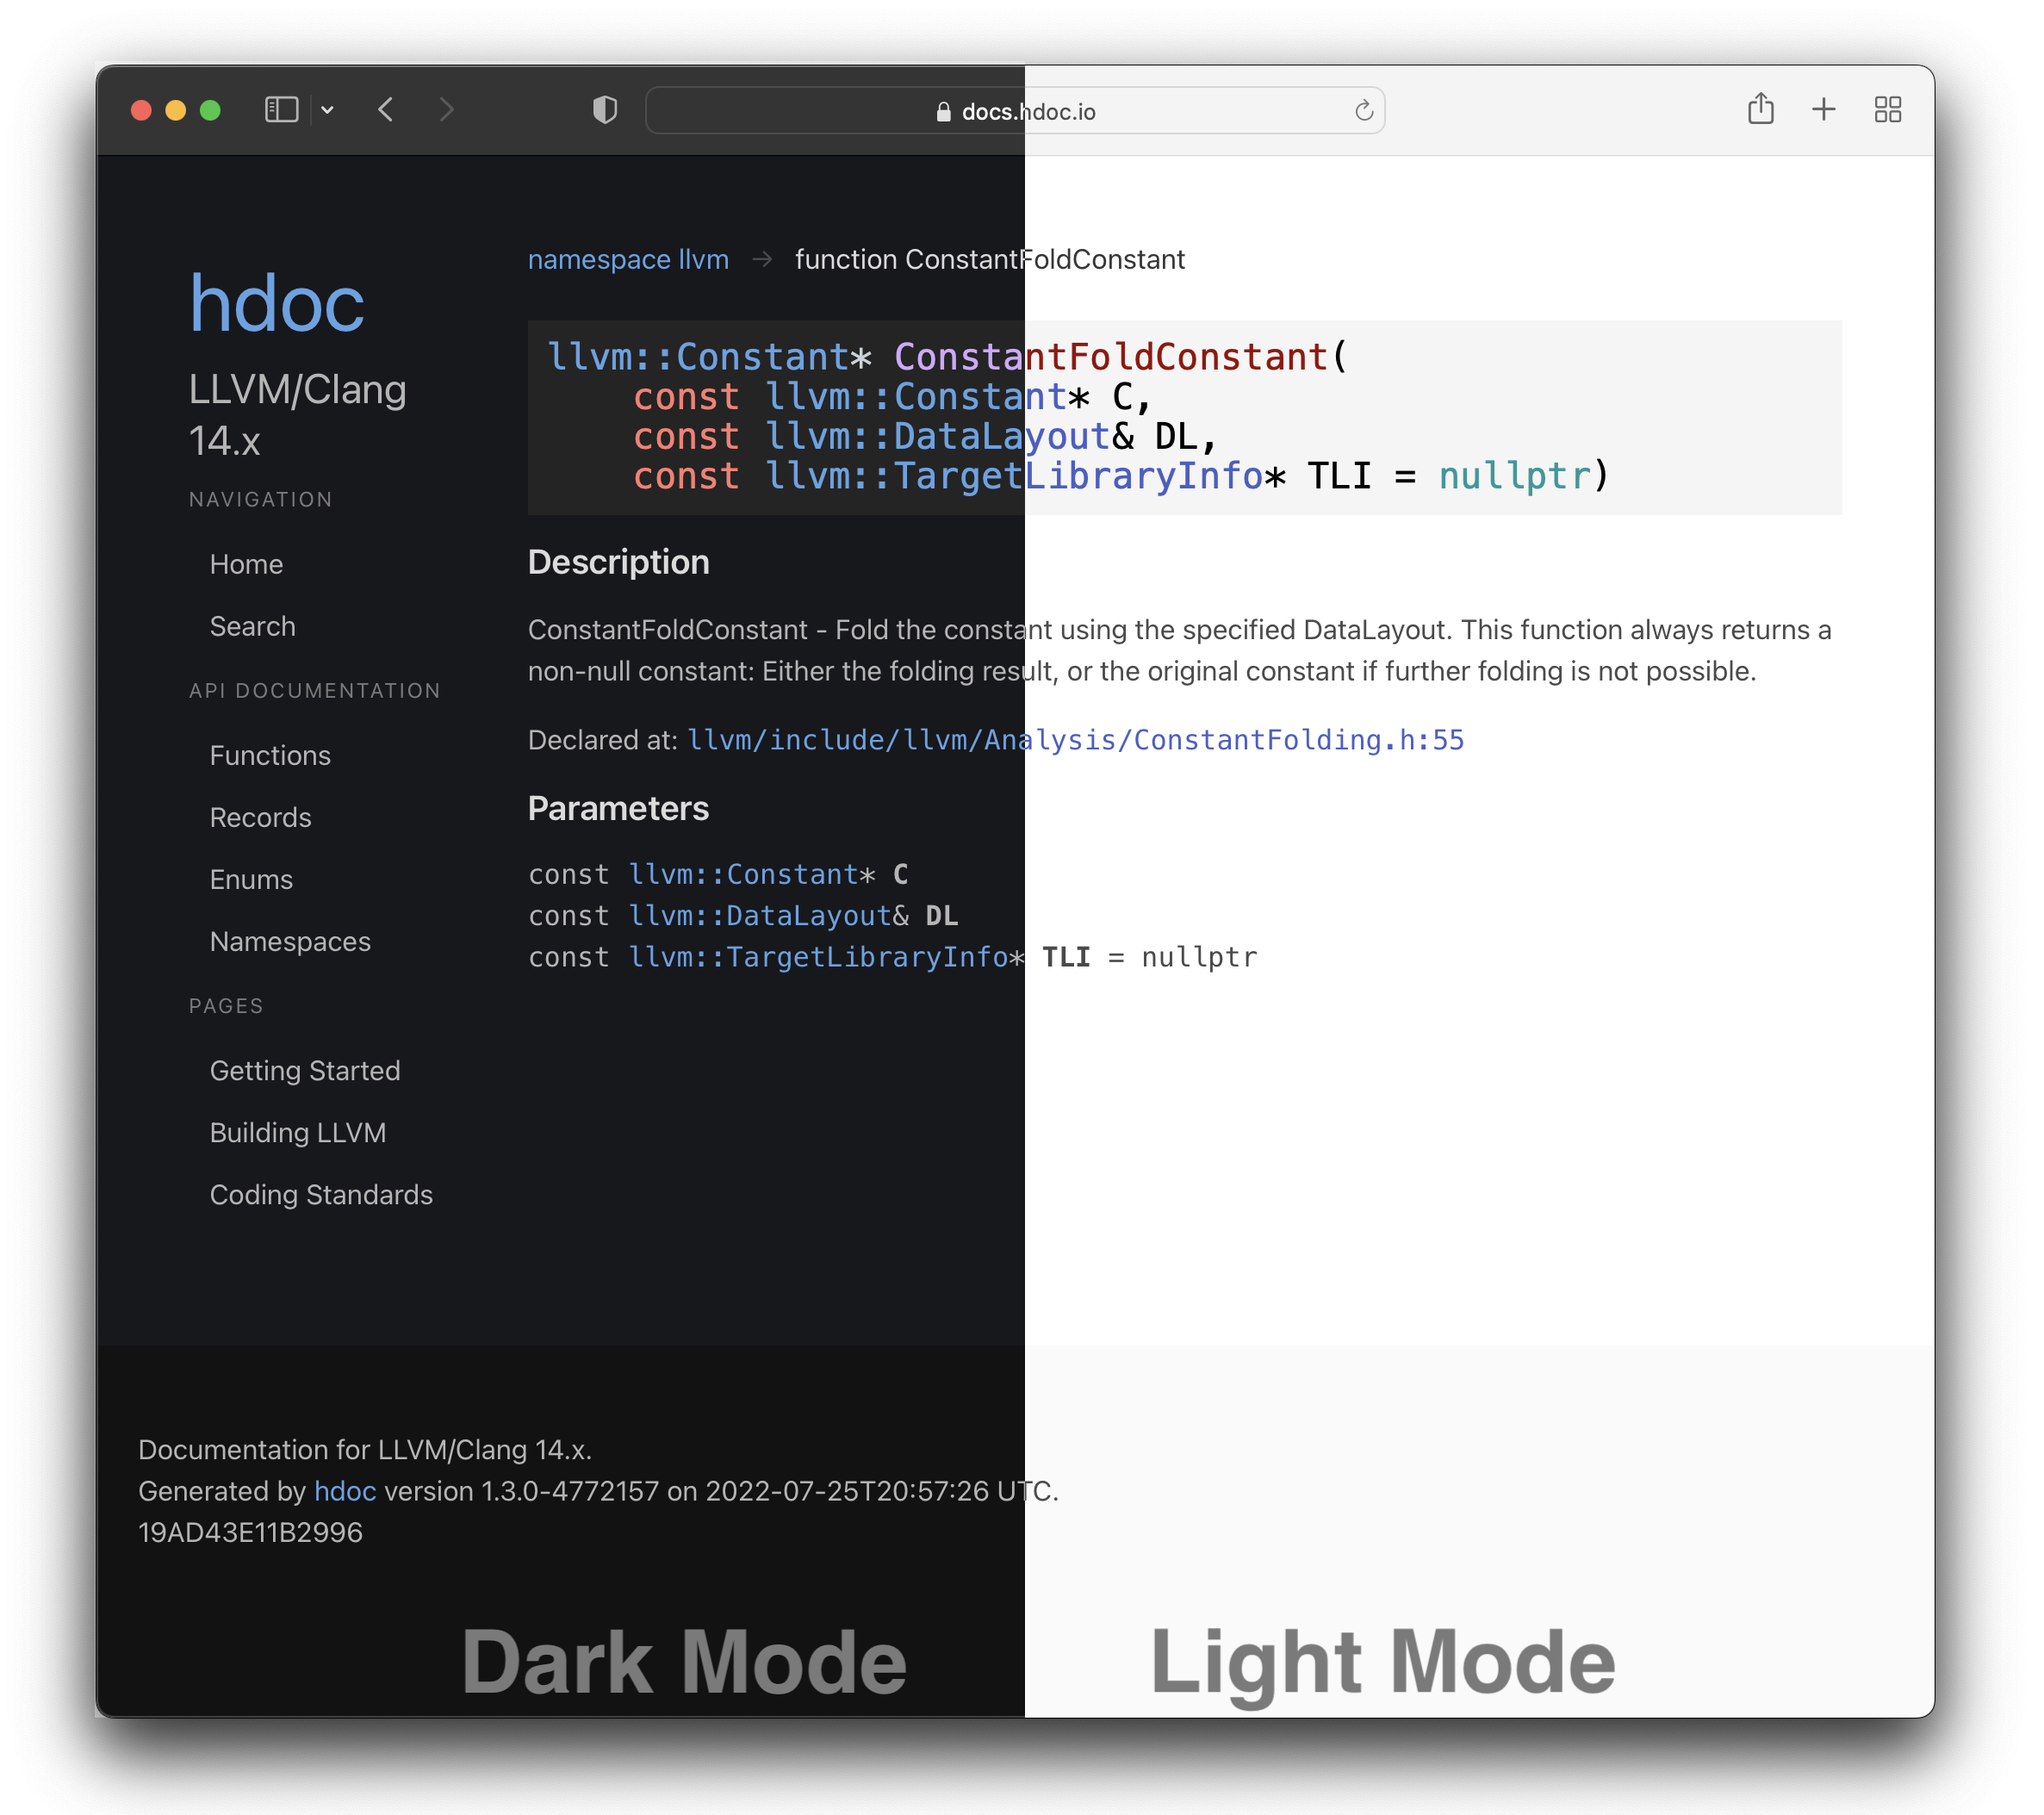 docs.hdoc.io
hdoc
LLVM/Clang
14.x
NAVIGATION
Home
Search
API DOCUMENTATION
Functions
Records
Enums
Namespaces
PAGES
Getting Started
Building LLVM
Coding Standards
namespace llvm → function ConstantFoldConstant
llvm::Constant* ConstantFoldConstant(
    const llvm::Constant* C,
    const llvm::DataLayout& DL,
    const llvm::TargetLibraryInfo* TLI = nullptr)
Description
ConstantFoldConstant - Fold the constant using the specified DataLayout. This function always returns a
non-null constant: Either the folding result, or the original constant if further folding is not possible.
Declared at: llvm/include/llvm/Analysis/ConstantFolding.h:55
Parameters
const llvm::Constant* C
const llvm::DataLayout& DL
const llvm::TargetLibraryInfo* TLI = nullptr
Documentation for LLVM/Clang 14.x.
Generated by hdoc version 1.3.0-4772157 on 2022-07-25T20:57:26 UTC.
19AD43E11B2996
Dark Mode
Light Mode